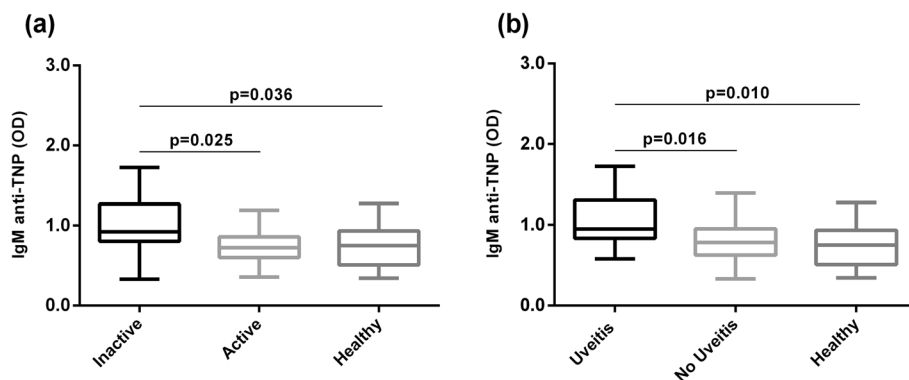 (a)
IgM anti-TNP (OD)
3.0
2.0
1.0
0.0
p=0.036
p=0.025
Inactive
Active
Healthy
(b)
IgM anti-TNP (OD)
3.0
2.0
1.0
0.0
p=0.010
p=0.016
Uveitis
No Uveitis
Healthy